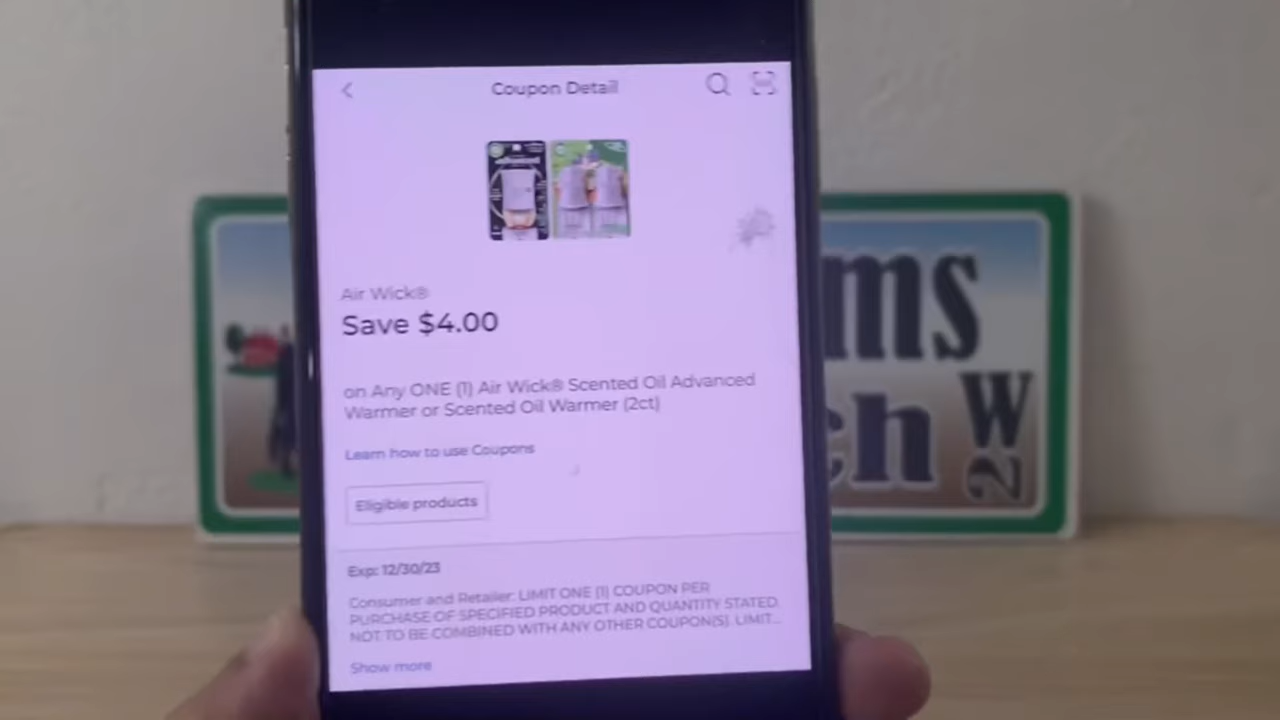 Coupon Detail
Air Wick®
Save $4.00
on Any ONE (1) Air Wick® Scented Oil Advanced
Warmer or Scented Oil Warmer (2ct)
Learn how to use Coupons
Eligible products
Exp: 12/30/23
Consumer and Retailer: LIMIT ONE (1) COUPON PER
PURCHASE OF SPECIFIED PRODUCT AND QUANTITY STATED.
NOT TO BE COMBINED WITH ANY OTHER COUPON(S). LIMIT...
Show more
ms
ch
W
2